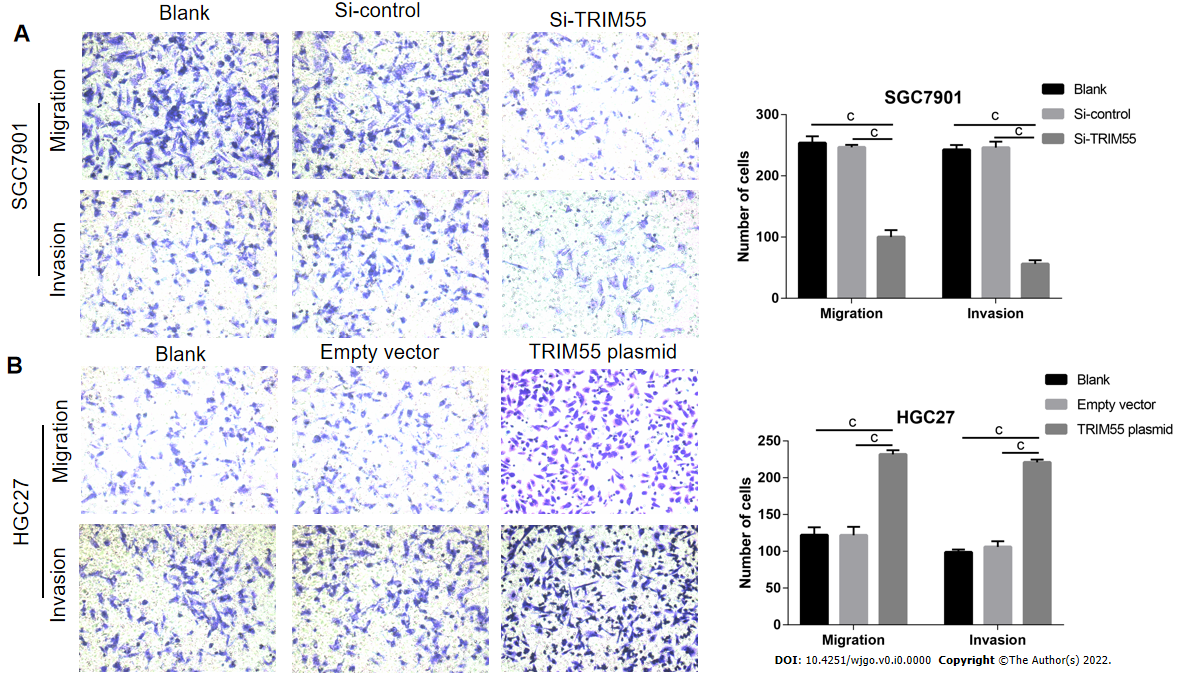 A
Blank
Si-control
Si-TRIM55
SGC7901
Migration
Invasion
SGC7901
Blank
Si-control
Si-TRIM55
c
c
c
c
Number of cells
300
200
100
0
Migration
Invasion
B
Blank
Empty vector
TRIM55 plasmid
HGC27
Migration
Invasion
HGC27
Blank
Empty vector
TRIM55 plasmid
c
c
c
c
Number of cells
250
200
150
100
50
0
Migration
Invasion
DOI: 10.4251/wjgo.v0.i0.0000 Copyright ©The Author(s) 2022.